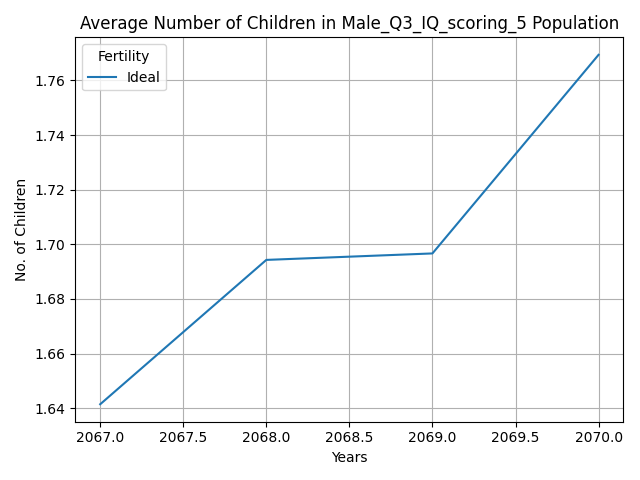 Average Number of Children in Male_Q3_IQ_scoring_5 Population
Fertility
Ideal
1.76
1.74
1.72
1.70
1.68
1.66
1.64
No. of Children
2067.0 2067.5 2068.0 2068.5 2069.0 2069.5 2070.0
Years